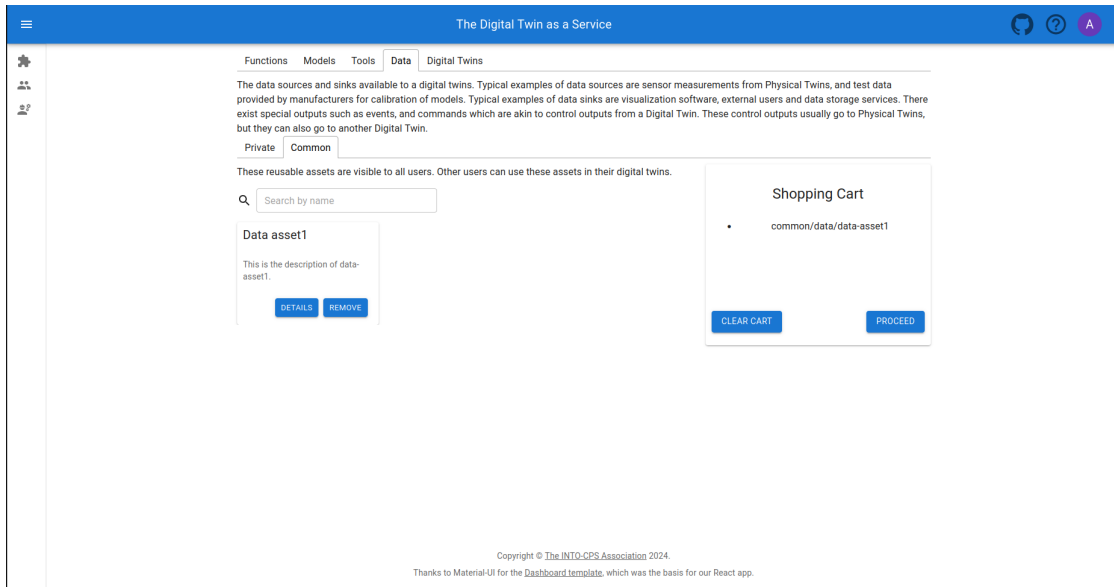 The Digital Twin as a Service
A
Functions Models Tools Data Digital Twins
The data sources and sinks available to a digital twins. Typical examples of data sources are sensor measurements from Physical Twins, and test data
provided by manufacturers for calibration of models. Typical examples of data sinks are visualization software, external users and data storage services. There
exist special outputs such as events, and commands which are akin to control outputs from a Digital Twin. These control outputs usually go to Physical Twins,
but they can also go to another Digital Twin.
Private Common
These reusable assets are visible to all users. Other users can use these assets in their digital twins.
Search by name
Data asset1
This is the description of data-
asset1.
DETAILS REMOVE
Shopping Cart
• common/data/data-asset1
CLEAR CART PROCEED
Copyright © The INTO-CPS Association 2024.
Thanks to Material-UI for the Dashboard template, which was the basis for our React app.